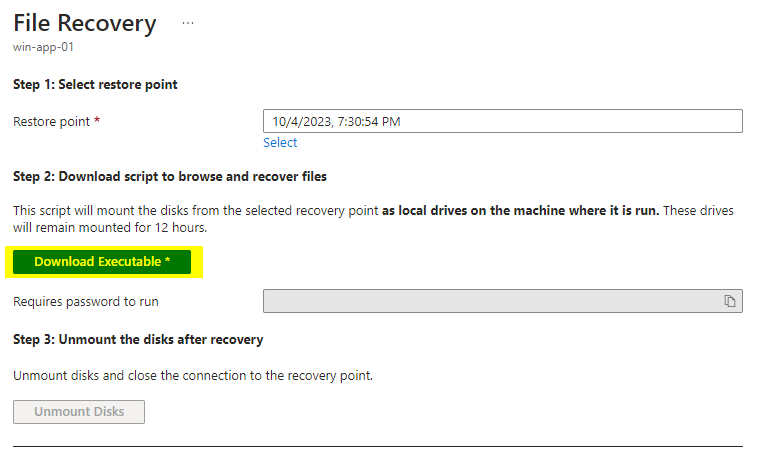 File Recovery ...
win-app-01
Step 1: Select restore point
Restore point * 10/4/2023, 7:30:54 PM
Select
Step 2: Download script to browse and recover files
This script will mount the disks from the selected recovery point as local drives on the machine where it is run. These drives
will remain mounted for 12 hours.
Download Executable *
Requires password to run
Step 3: Unmount the disks after recovery
Unmount disks and close the connection to the recovery point.
Unmount Disks